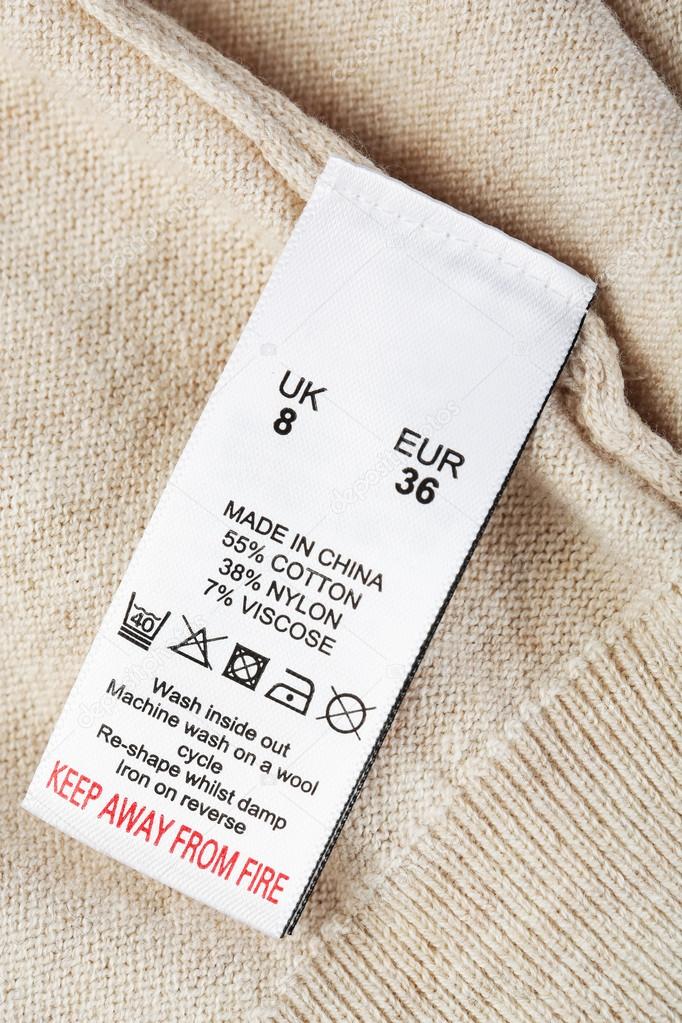 UK
8
EUR
36
MADE IN CHINA
55% COTTON
38% NYLON
7% VISCOSE
40
Wash inside out
Machine wash on a wool
cycle
Re-shape whilst damp
Iron on reverse
KEEP AWAY FROM FIRE
depositphotos